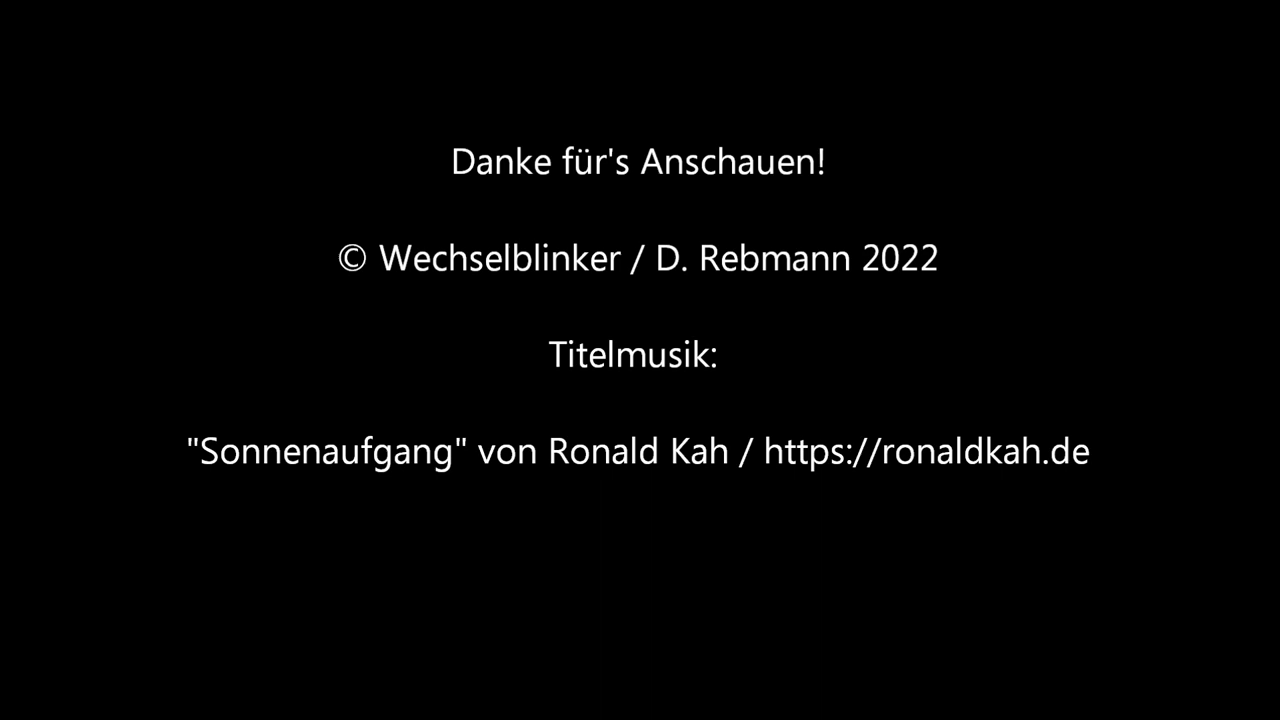 Danke für's Anschauen!
© Wechselblinker / D. Rebmann 2022
Titelmusik:
"Sonnenaufgang" von Ronald Kah / https://ronaldkah.de